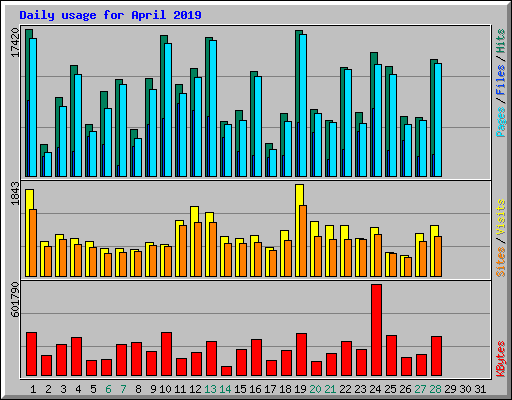 Daily usage for April 2019
17420
Pages / Files / Hits
1843
Sites / Visits
601790
KBytes
1 2 3 4 5 6 7 8 9 10 11 12 13 14 15 16 17 18 19 20 21 22 23 24 25 26 27 28 29 30 31